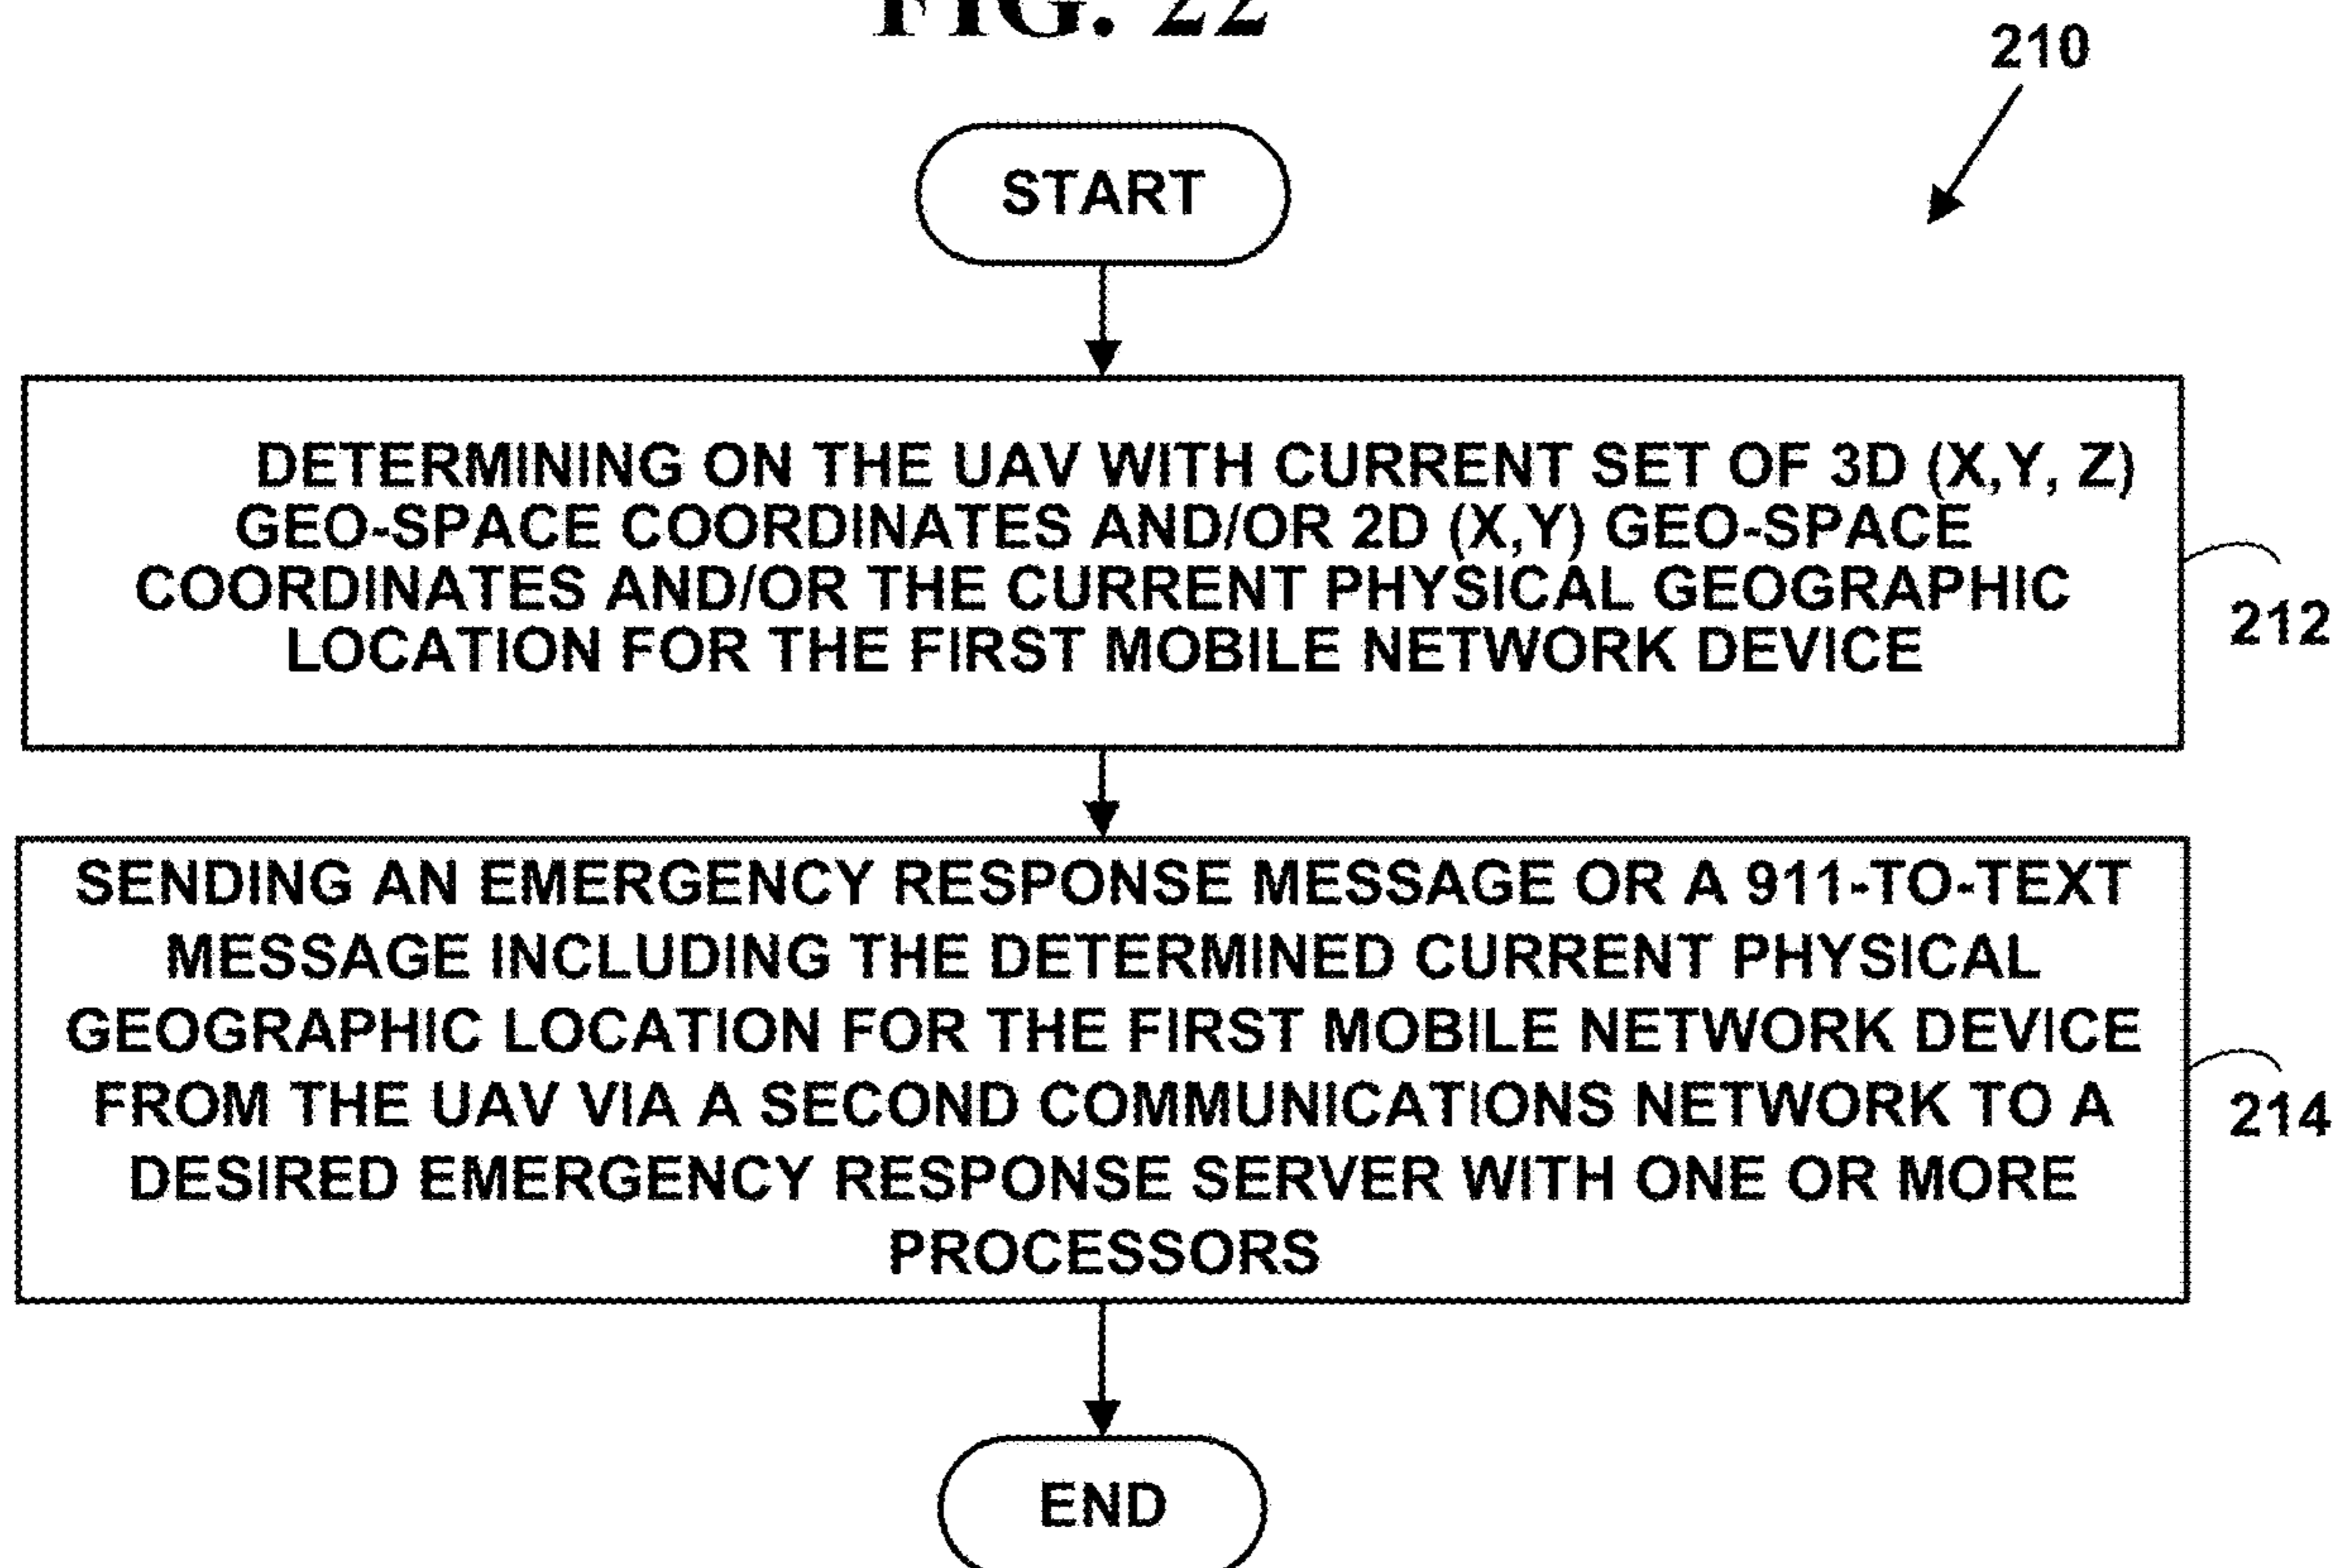 FIG. 22
210
START
DETERMINING ON THE UAV WITH CURRENT SET OF 3D (X,Y, Z)
GEO-SPACE COORDINATES AND/OR 2D (X,Y) GEO-SPACE
COORDINATES AND/OR THE CURRENT PHYSICAL GEOGRAPHIC
LOCATION FOR THE FIRST MOBILE NETWORK DEVICE
212
SENDING AN EMERGENCY RESPONSE MESSAGE OR A 911-TO-TEXT
MESSAGE INCLUDING THE DETERMINED CURRENT PHYSICAL
GEOGRAPHIC LOCATION FOR THE FIRST MOBILE NETWORK DEVICE
FROM THE UAV VIA A SECOND COMMUNICATIONS NETWORK TO A
DESIRED EMERGENCY RESPONSE SERVER WITH ONE OR MORE
PROCESSORS
214
END